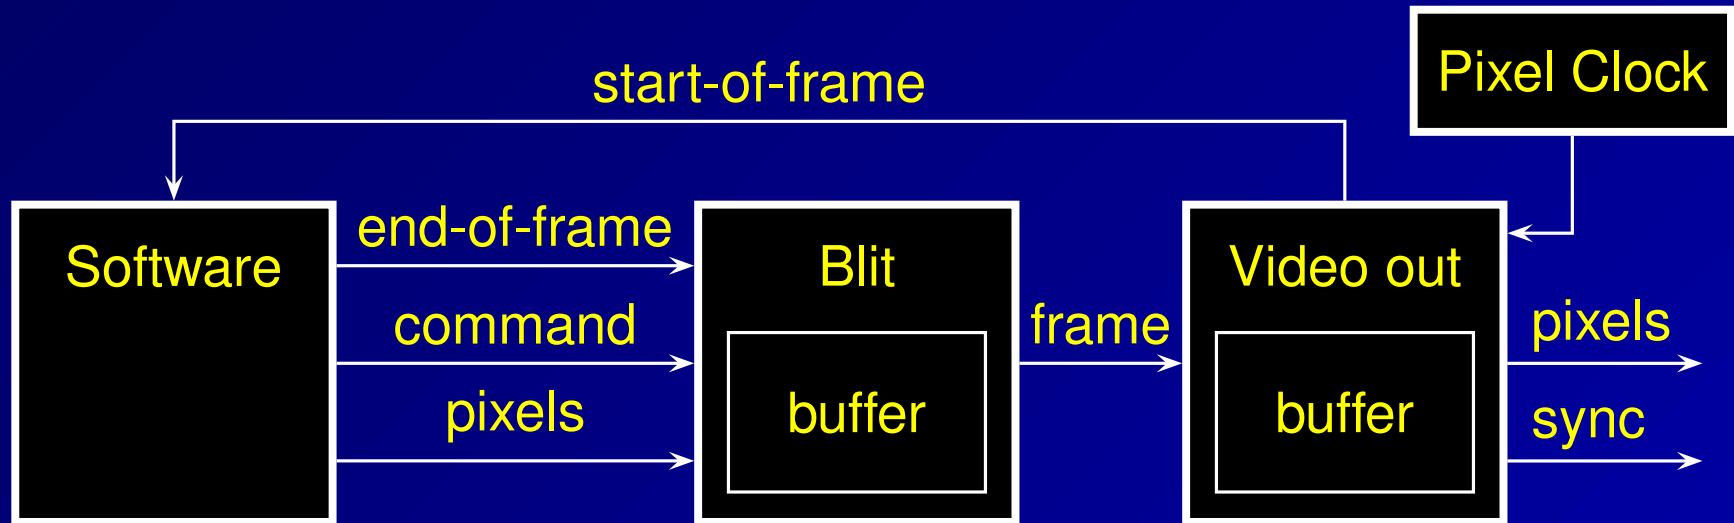 Pixel Clock
start-of-frame
end-of-frame
Software
Blit
Video out
command
frame
pixels
pixels
buffer
buffer
sync